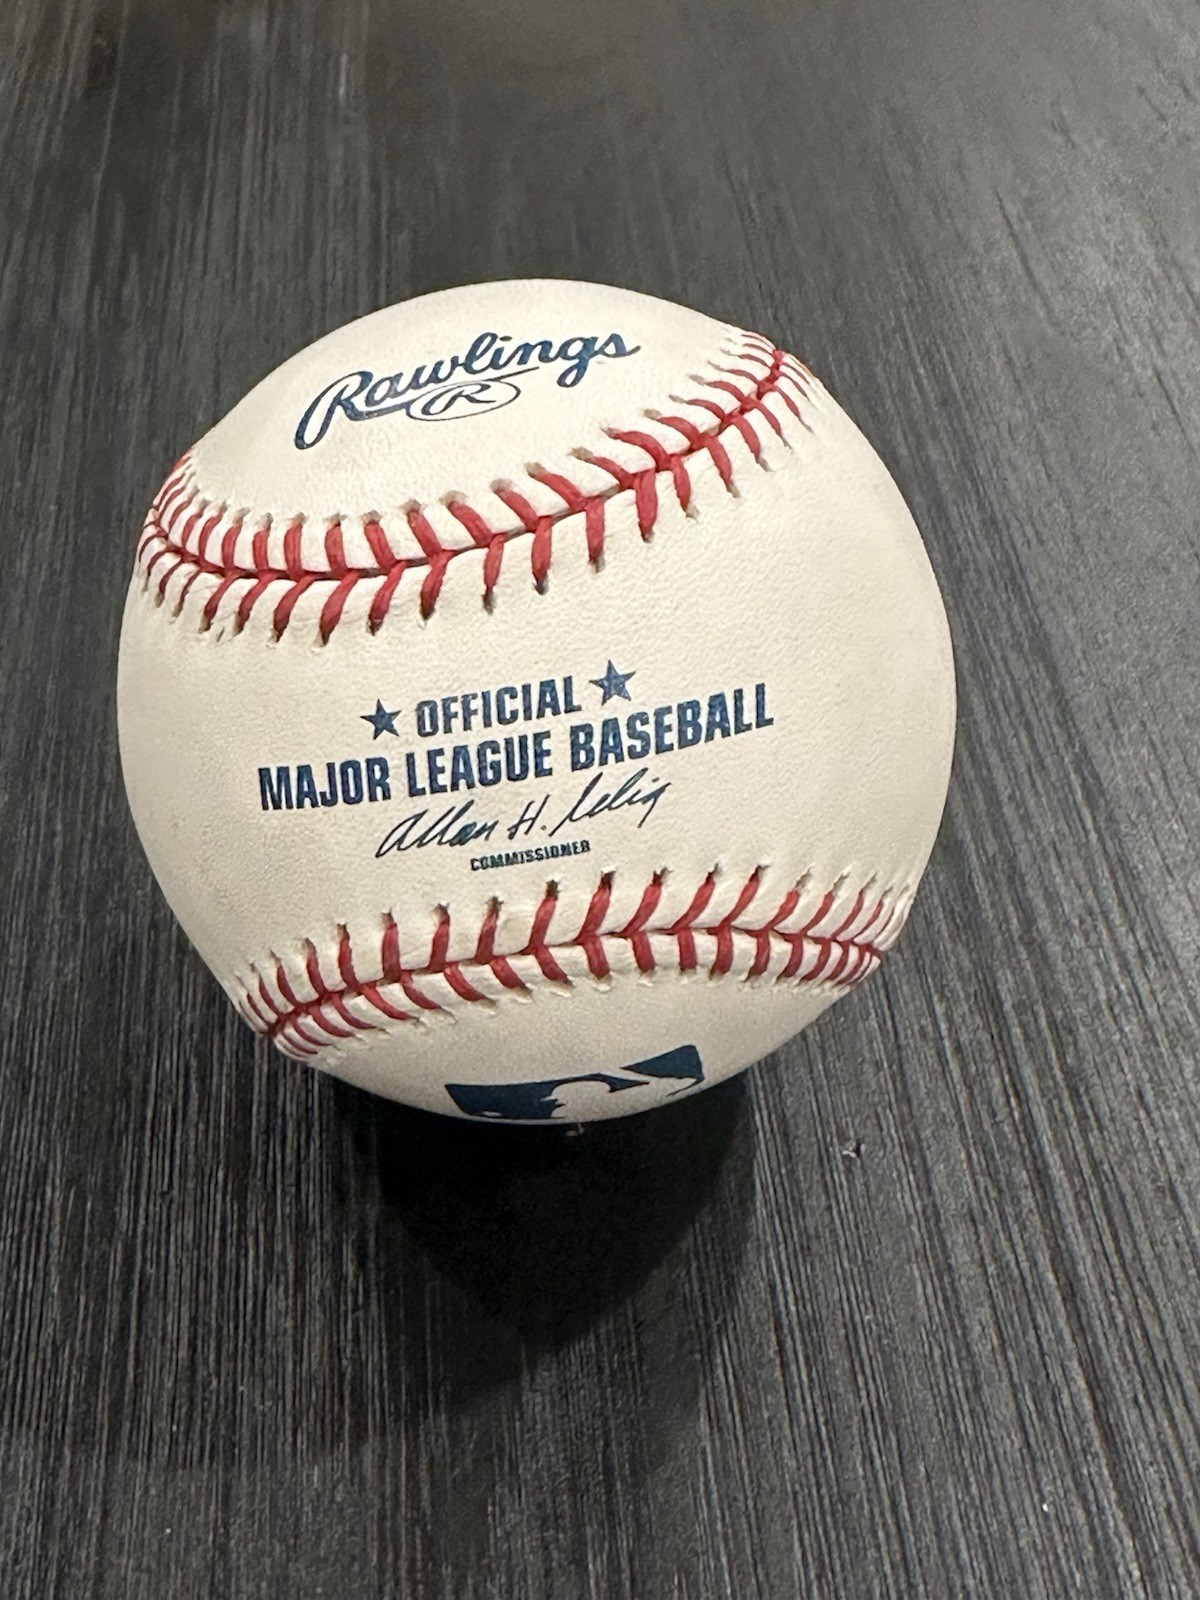 Rawlings
R
★ OFFICIAL ★
MAJOR LEAGUE BASEBALL
Allan H. Selig
COMMISSIONER